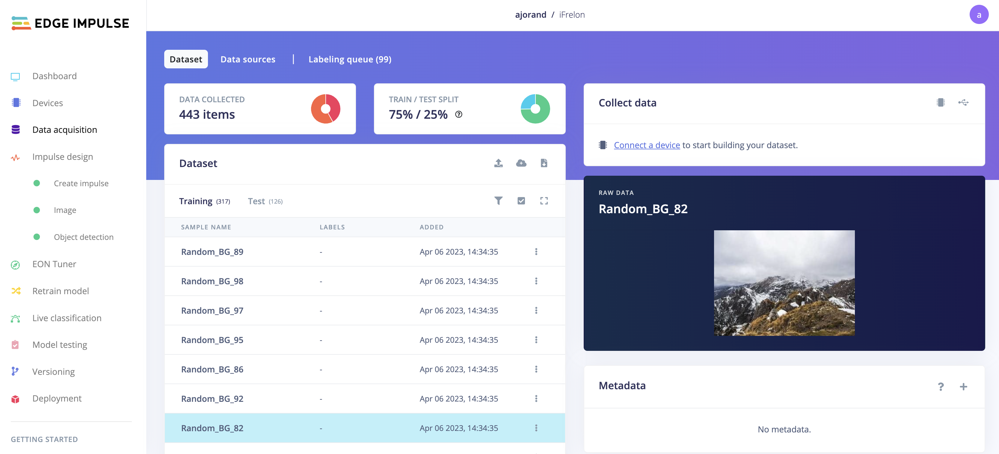 EDGE IMPULSE
ajorand / iFrelon
a
Dashboard
Devices
Data acquisition
Impulse design
Create impulse
Image
Object detection
EON Tuner
Retrain model
Live classification
Model testing
Versioning
Deployment
GETTING STARTED
Dataset
Data sources | Labeling queue (99)
DATA COLLECTED
443 items
TRAIN / TEST SPLIT
75% / 25% ?
Dataset
Training (317) Test (126)
SAMPLE NAME LABELS ADDED
Random_BG_89 - Apr 06 2023, 14:34:35
Random_BG_98 - Apr 06 2023, 14:34:35
Random_BG_97 - Apr 06 2023, 14:34:35
Random_BG_95 - Apr 06 2023, 14:34:35
Random_BG_86 - Apr 06 2023, 14:34:35
Random_BG_92 - Apr 06 2023, 14:34:35
Random_BG_82 - Apr 06 2023, 14:34:35
Collect data
Connect a device to start building your dataset.
RAW DATA
Random_BG_82
Metadata
? +
No metadata.